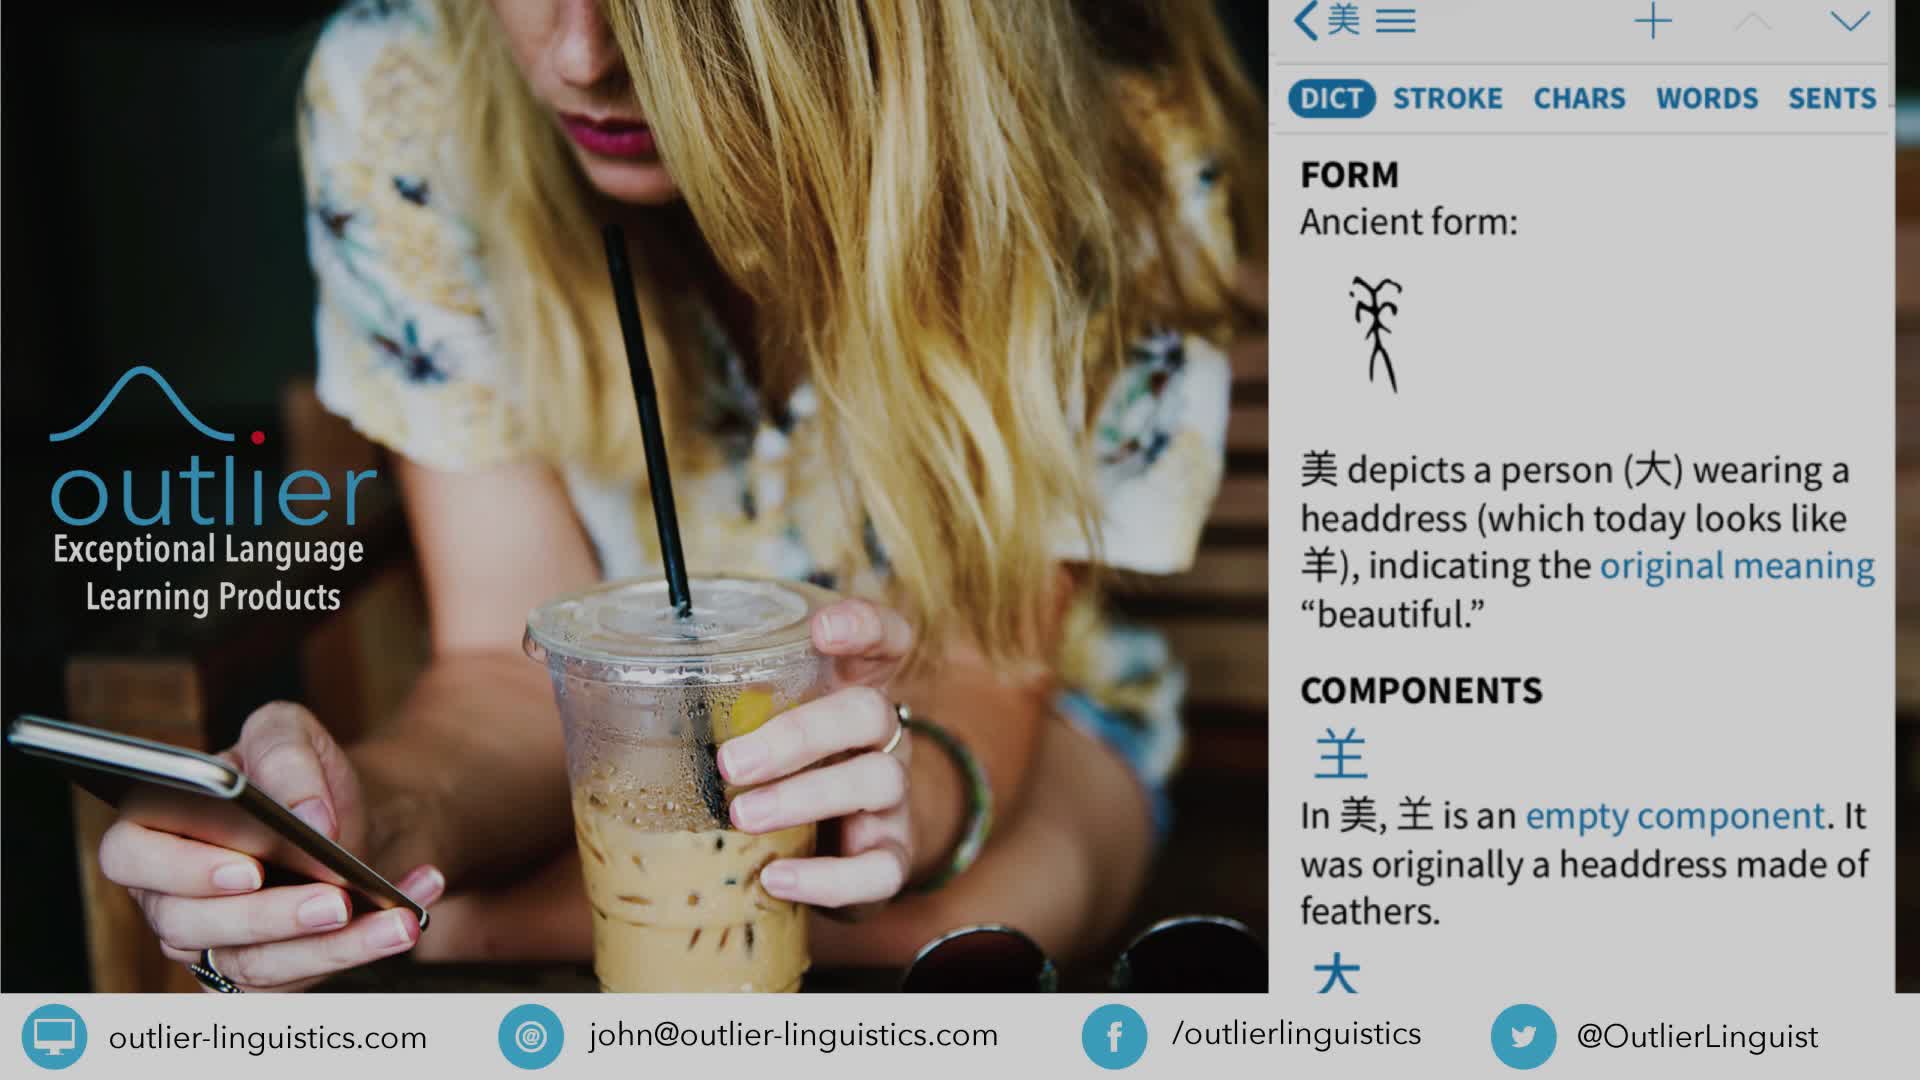 outlier
Exceptional Language
Learning Products
美
DICT STROKE CHARS WORDS SENTS
FORM
Ancient form:
美 depicts a person (大) wearing a
headdress (which today looks like
羊), indicating the original meaning
“beautiful.”
COMPONENTS
𦍌
In 美, 𦍌 is an empty component. It
was originally a headdress made of
feathers.
大
outlier-linguistics.com
john@outlier-linguistics.com
/outlierlinguistics
@OutlierLinguist